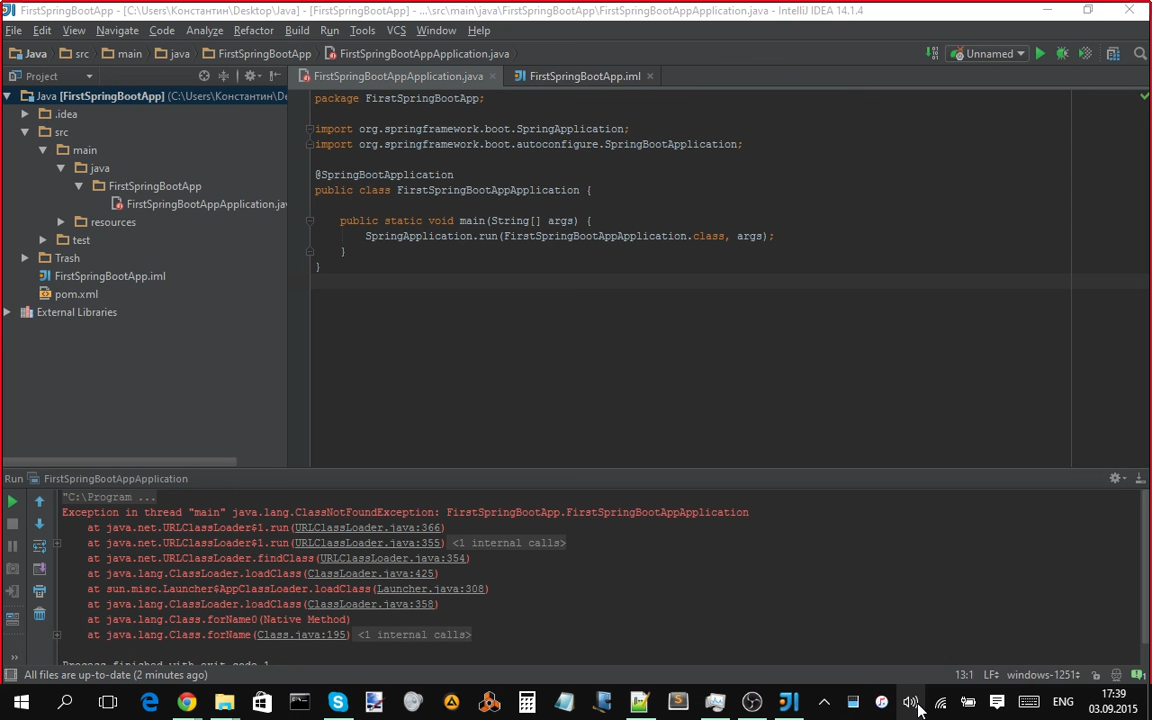 FirstSpringBootApp - [C:\Users\Константин\Desktop\Java] - [FirstSpringBootApp] - ...\src\main\java\FirstSpringBootApp\FirstSpringBootAppApplication.java - IntelliJ IDEA 14.1.4
File Edit View Navigate Code Analyze Refactor Build Run Tools VCS Window Help
Java src main java FirstSpringBootApp FirstSpringBootAppApplication.java Unnamed
Project
FirstSpringBootAppApplication.java FirstSpringBootApp.iml
Java [FirstSpringBootApp] (C:\Users\Константин\De
.idea
src
main
java
FirstSpringBootApp
FirstSpringBootAppApplication.ja
resources
test
Trash
FirstSpringBootApp.iml
pom.xml
External Libraries
package FirstSpringBootApp;
import org.springframework.boot.SpringApplication;
import org.springframework.boot.autoconfigure.SpringBootApplication;
@SpringBootApplication
public class FirstSpringBootAppApplication {
public static void main(String[] args) {
SpringApplication.run(FirstSpringBootAppApplication.class, args);
}
}
Run FirstSpringBootAppApplication
"C:\Program ...
Exception in thread "main" java.lang.ClassNotFoundException: FirstSpringBootApp.FirstSpringBootAppApplication
at java.net.URLClassLoader$1.run(URLClassLoader.java:366)
at java.net.URLClassLoader$1.run(URLClassLoader.java:355) <1 internal calls>
at java.net.URLClassLoader.findClass(URLClassLoader.java:354)
at java.lang.ClassLoader.loadClass(ClassLoader.java:425)
at sun.misc.Launcher$AppClassLoader.loadClass(Launcher.java:308)
at java.lang.ClassLoader.loadClass(ClassLoader.java:358)
at java.lang.Class.forName0(Native Method)
at java.lang.Class.forName(Class.java:195) <1 internal calls>
Process finished with exit code 1
All files are up-to-date (2 minutes ago) 13:1 LF windows-1251
ENG
17:39
03.09.2015